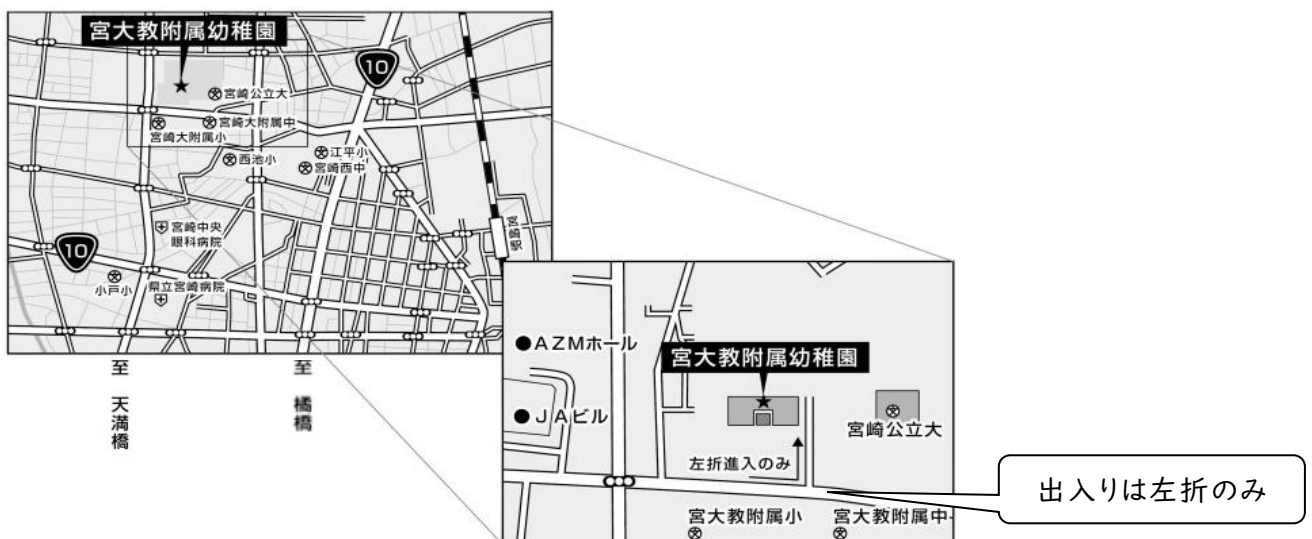 宮大教附属幼稚園
10
宮崎公立大
宮崎大附属中
宮崎大附属小
西池小
江平小
宮崎西中
宮崎中央
眼科病院
宮崎駅
10
小戸小
県立宮崎病院
至 天満橋
至 橘橋
AZMホール
宮大教附属幼稚園
JAビル
宮崎公立大
左折進入のみ
出入りは左折のみ
宮大教附属小
宮大教附属中